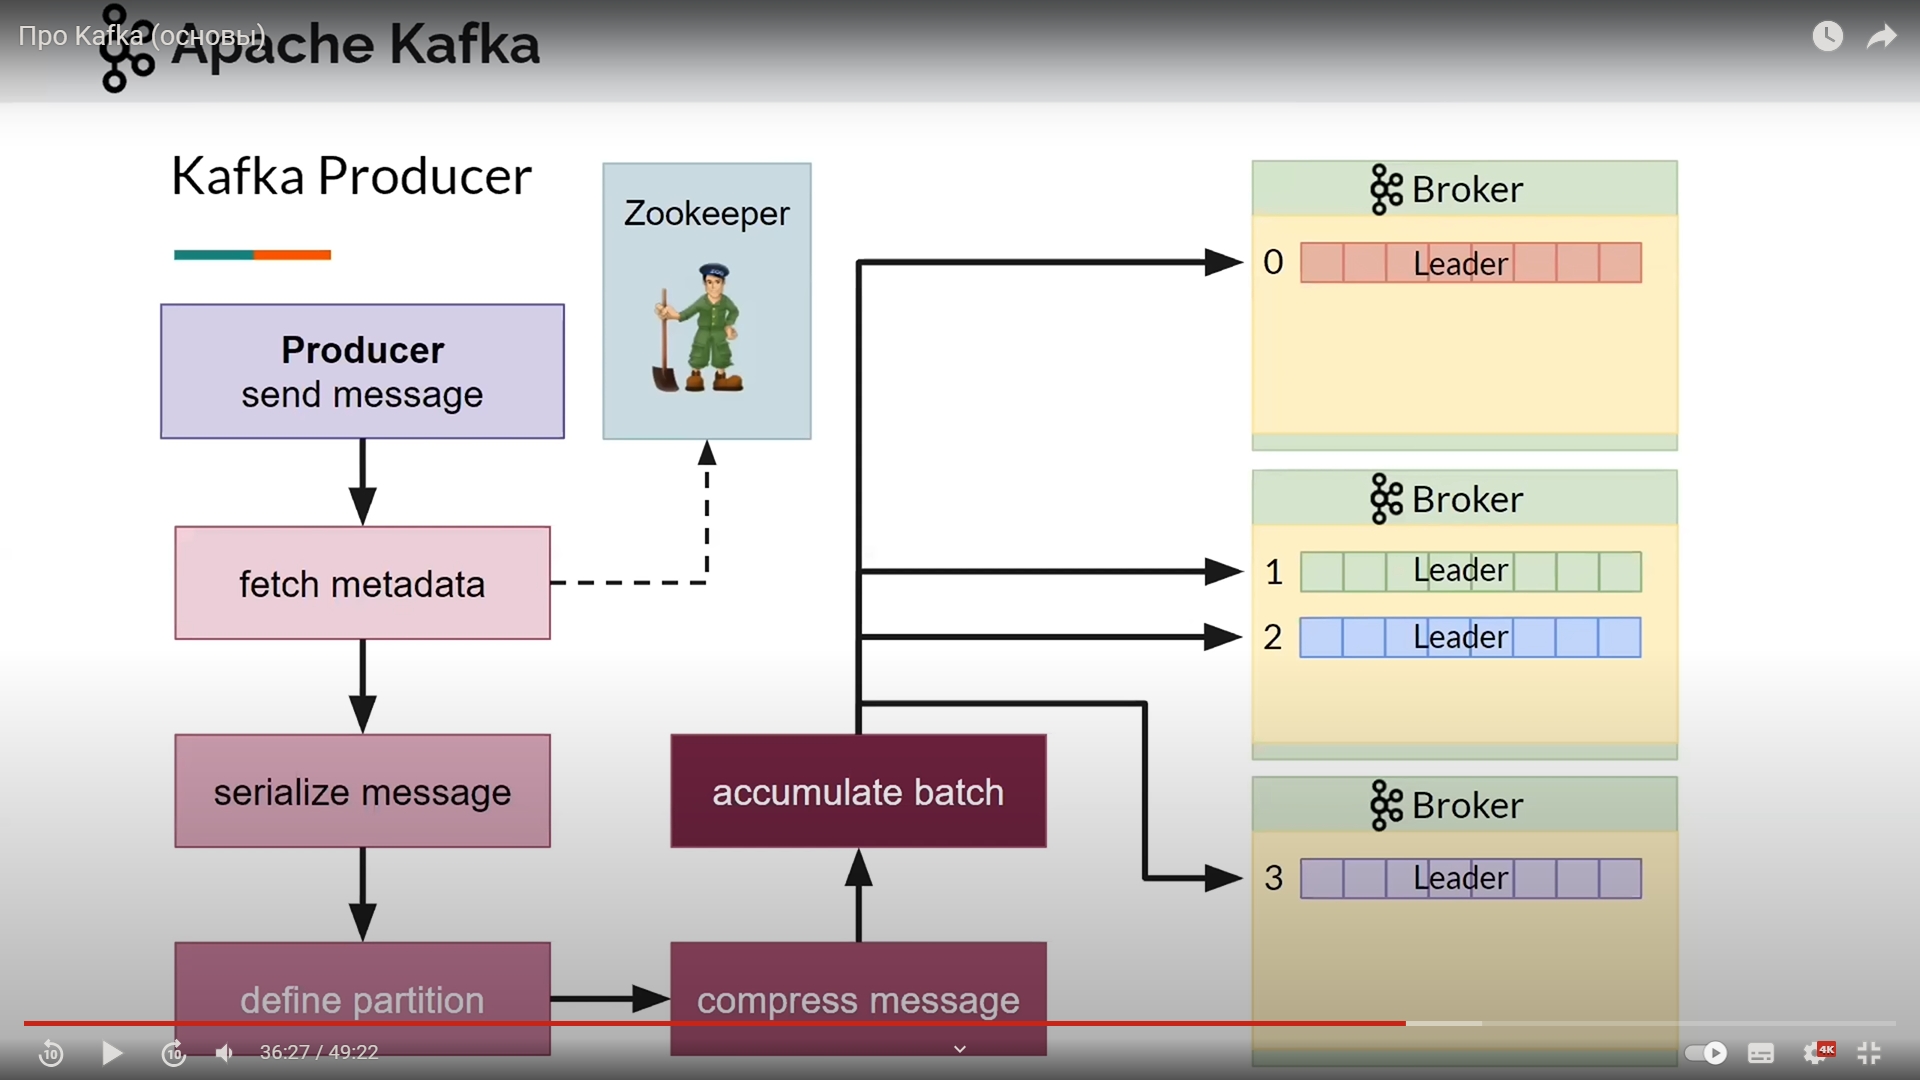 Про Kafka (основы)
Apache Kafka
Kafka Producer
Zookeeper
Producer
send message
fetch metadata
serialize message
define partition
compress message
accumulate batch
Broker
0 Leader
Broker
1 Leader
2 Leader
Broker
3 Leader
10
10
36:27 / 49:22
4K